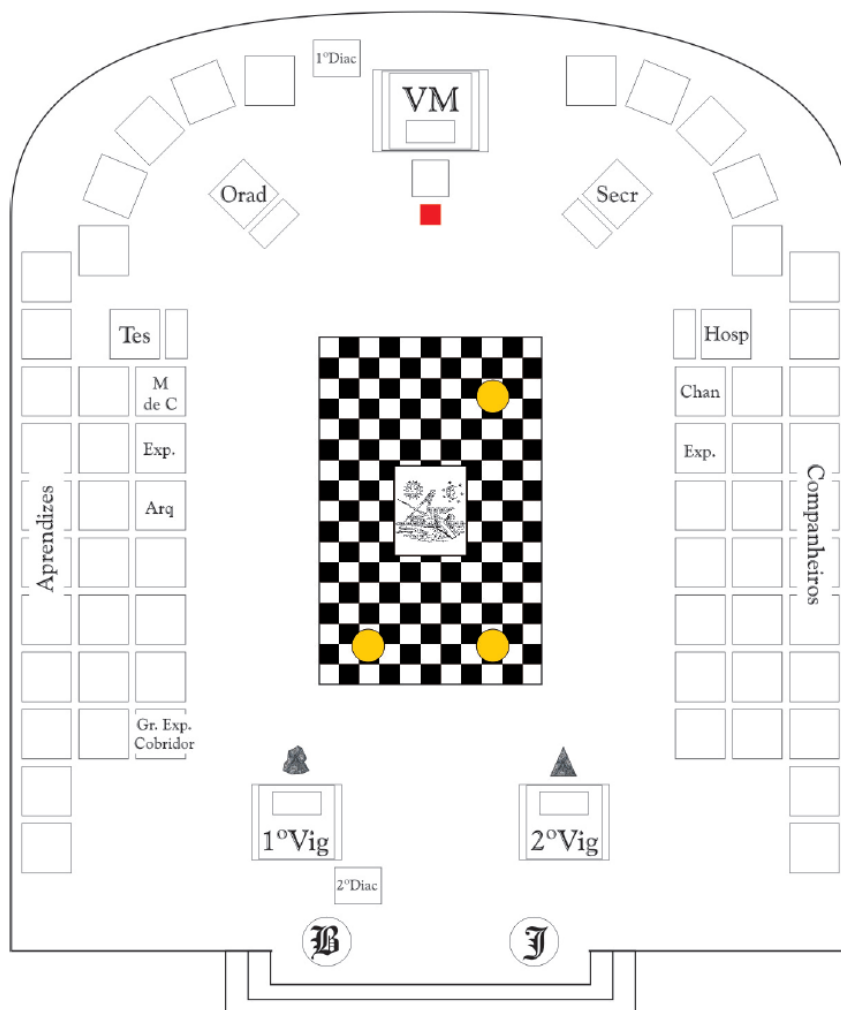 1ºDiac
VM
Orad
Secr
Tes
Hosp
M
de C
Chan
Exp.
Exp.
Arq
Aprendizes
Companheiros
Gr. Exp.
Cobridor
1ºVig
2ºVig
2ºDiac
B
J